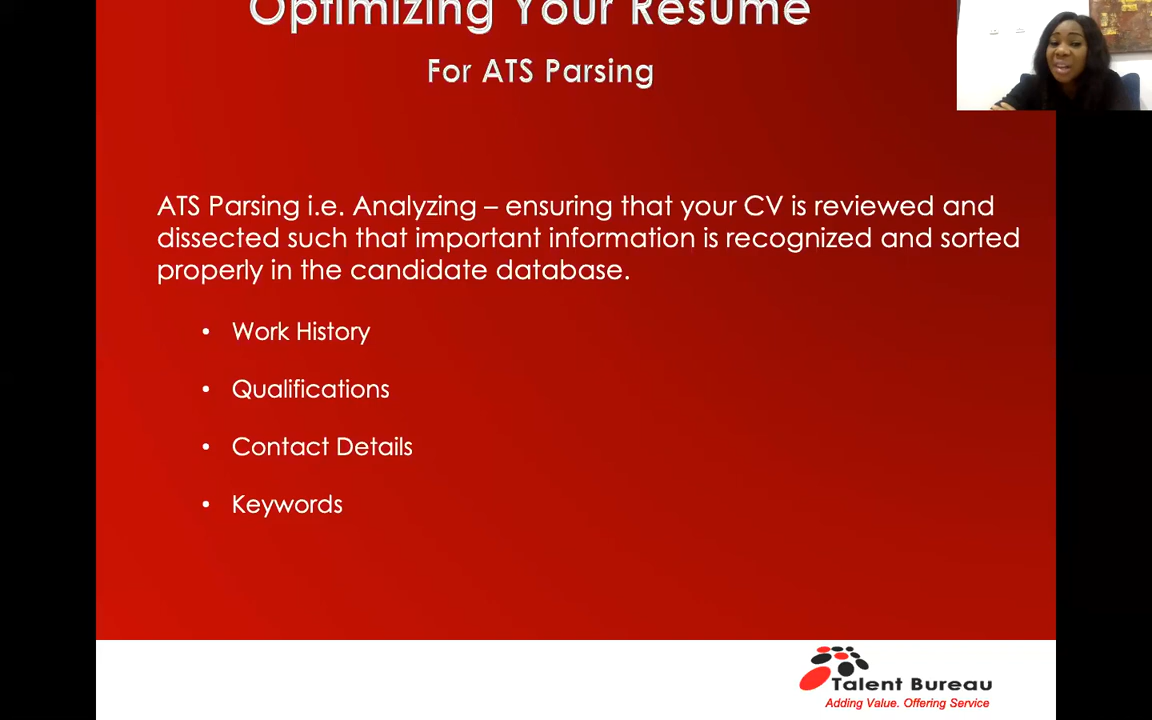 Optimizing Your Resume
For ATS Parsing
ATS Parsing i.e. Analyzing – ensuring that your CV is reviewed and
dissected such that important information is recognized and sorted
properly in the candidate database.
• Work History
• Qualifications
• Contact Details
• Keywords
Talent Bureau
Adding Value. Offering Service